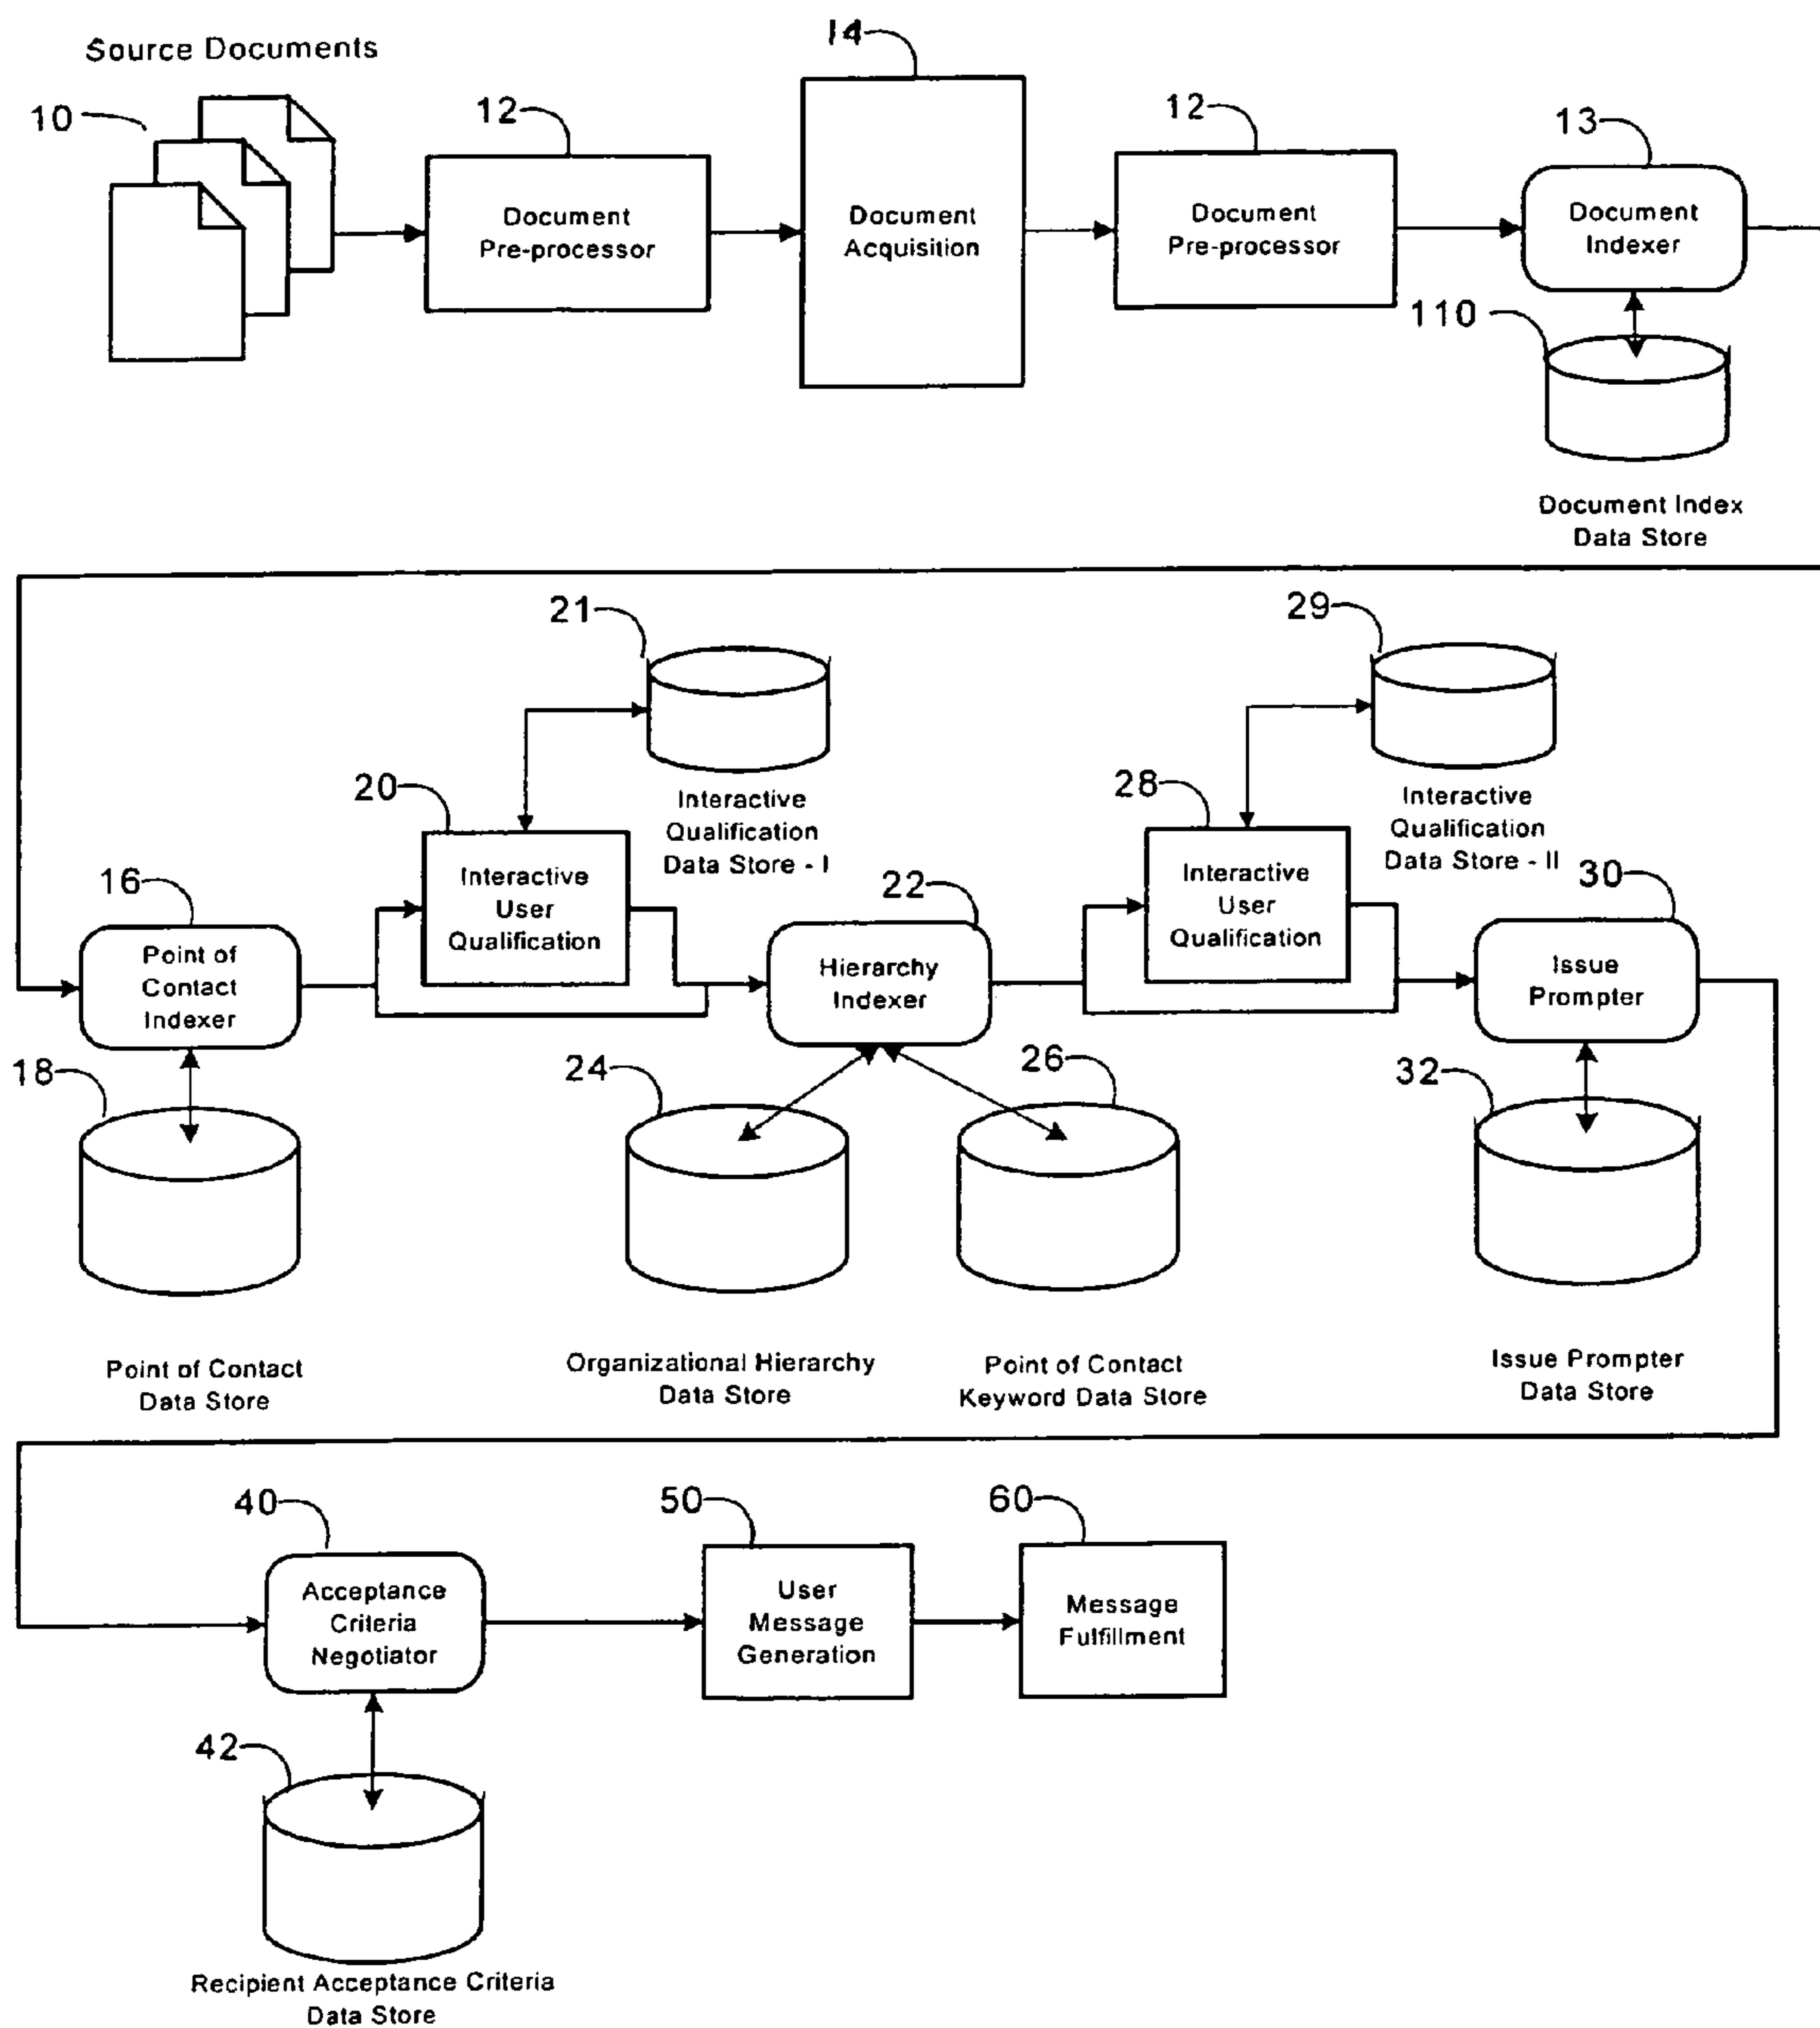 Source Documents
14
10
12
12
13
Document
Pre-processor
Document
Acquisition
Document
Pre-processor
Document
Indexer
110
Document Index
Data Store
21
29
20
Interactive
Qualification
Data Store - I
28
Interactive
Qualification
Data Store - II
16
Interactive
User
Qualification
22
Interactive
User
Qualification
30
Point of
Contact
Indexer
Hierarchy
Indexer
Issue
Prompter
18
24
26
32
Point of Contact
Data Store
Organizational Hierarchy
Data Store
Point of Contact
Keyword Data Store
Issue Prompter
Data Store
40
50
60
Acceptance
Criteria
Negotiator
User
Message
Generation
Message
Fulfillment
42
Recipient Acceptance Criteria
Data Store